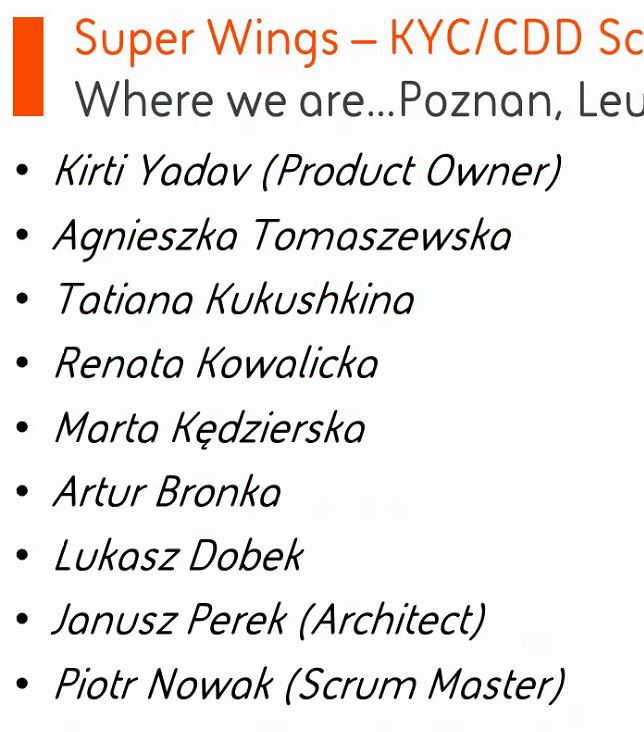 Super Wings – KYC/CDD Sc
Where we are...Poznan, Leu
• Kirti Yadav (Product Owner)
• Agnieszka Tomaszewska
• Tatiana Kukushkina
• Renata Kowalicka
• Marta Kędzierska
• Artur Bronka
• Lukasz Dobek
• Janusz Perek (Architect)
• Piotr Nowak (Scrum Master)